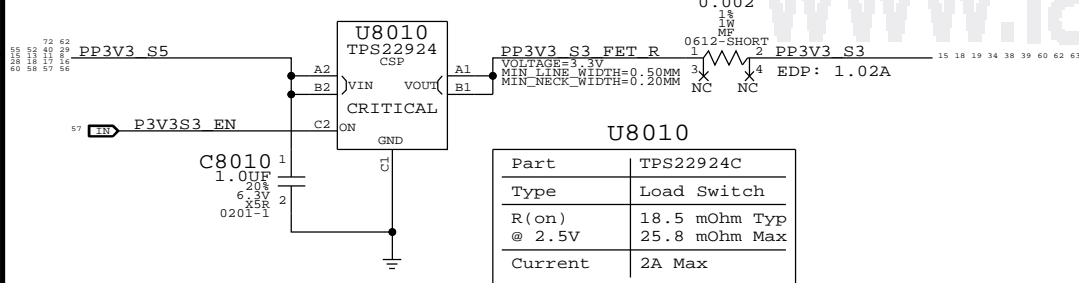 0.002
1%
1W
MF
0612-SHORT
72 62
55 52 40 29
15 13 11 8
28 18 17 16
60 58 57 56
PP3V3_S5
U8010
TPS22924
CSP
A2
B2
VIN
VOUT
A1
B1
CRITICAL
C2
ON
GND
C1
PP3V3_S3_FET_R
VOLTAGE=3.3V
MIN_LINE_WIDTH=0.50MM
MIN_NECK_WIDTH=0.20MM
1
2
3
4
NC
NC
PP3V3_S3
EDP: 1.02A
15 18 19 34 38 39 60 62 63
57
IN
P3V3S3_EN
C8010
1.0UF
20%
6.3V
X5R
0201-1
1
2
U8010
Part TPS22924C
Type Load Switch
R(on) 18.5 mOhm Typ
@ 2.5V 25.8 mOhm Max
Current 2A Max